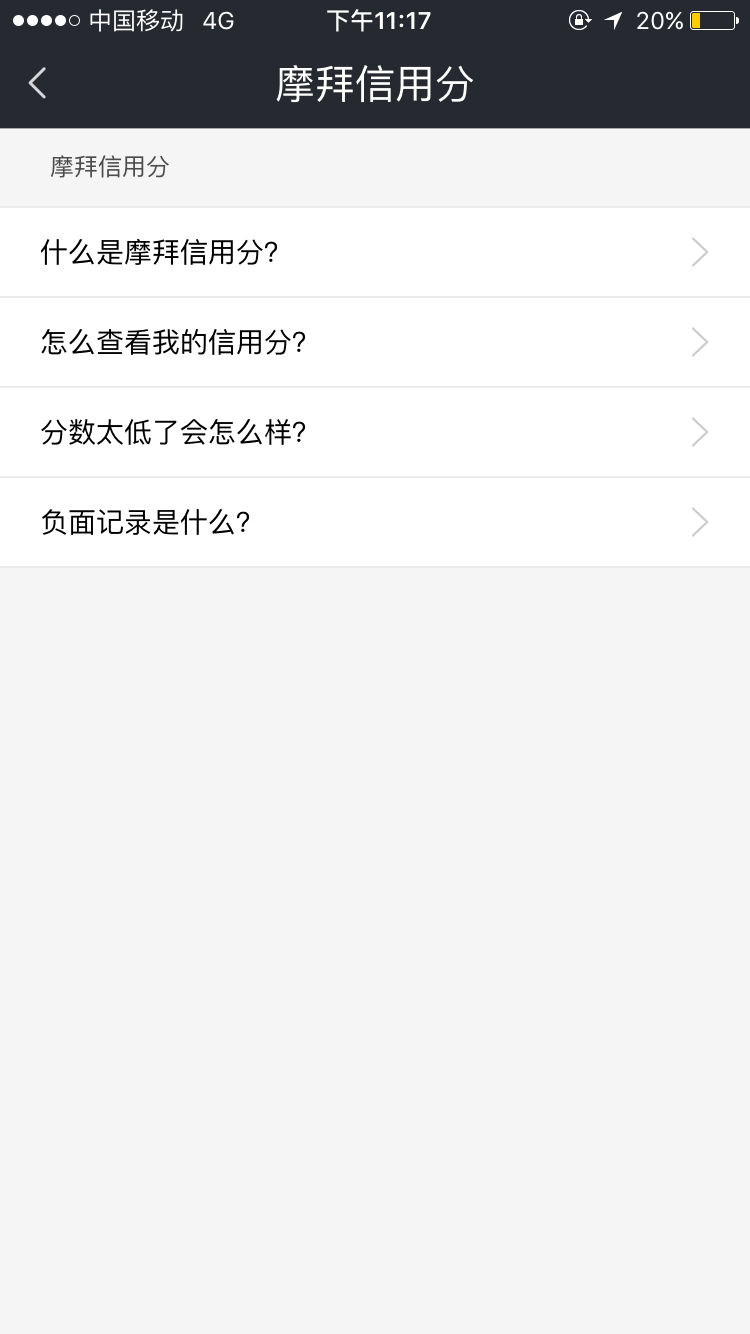 中国移动 4G 下午11:17 20%
摩拜信用分
摩拜信用分
什么是摩拜信用分?
怎么查看我的信用分?
分数太低了会怎么样?
负面记录是什么?